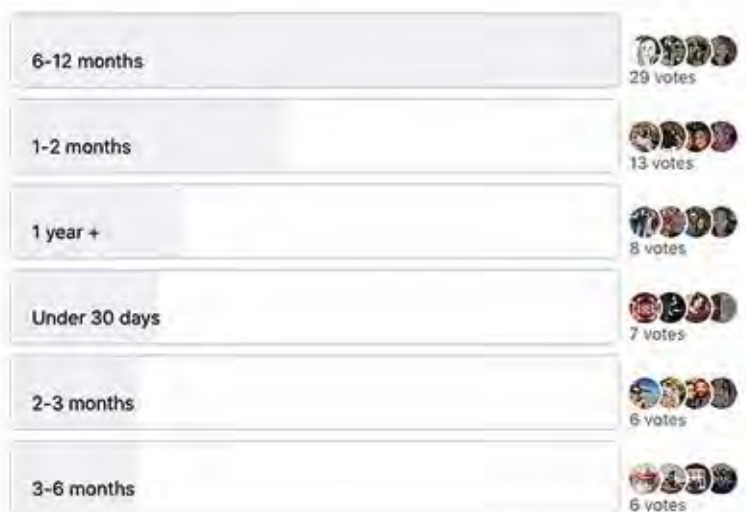 6-12 months
29 votes
1-2 months
13 votes
1 year +
8 votes
Under 30 days
7 votes
2-3 months
6 votes
3-6 months
6 votes